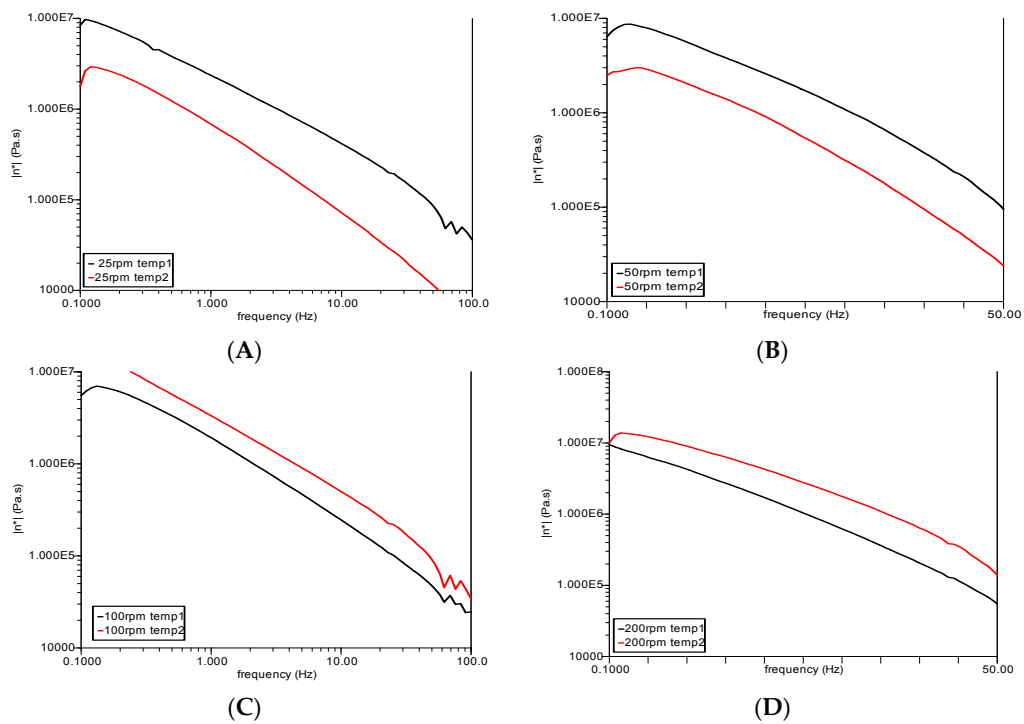 1.000E7
1.000E6
1.000E5
10000
|n*| (Pa.s)
25rpm temp1
25rpm temp2
0.1000 1.000 10.00 100.0
frequency (Hz)
(A)
1.000E7
1.000E6
1.000E5
10000
|n*| (Pa.s)
50rpm temp1
50rpm temp2
0.1000 50.00
frequency (Hz)
(B)
1.000E7
1.000E6
1.000E5
10000
|n*| (Pa.s)
100rpm temp1
100rpm temp2
0.1000 1.000 10.00 100.0
frequency (Hz)
(C)
1.000E8
1.000E7
1.000E6
1.000E5
10000
|n*| (Pa.s)
200rpm temp1
200rpm temp2
0.1000 50.00
frequency (Hz)
(D)